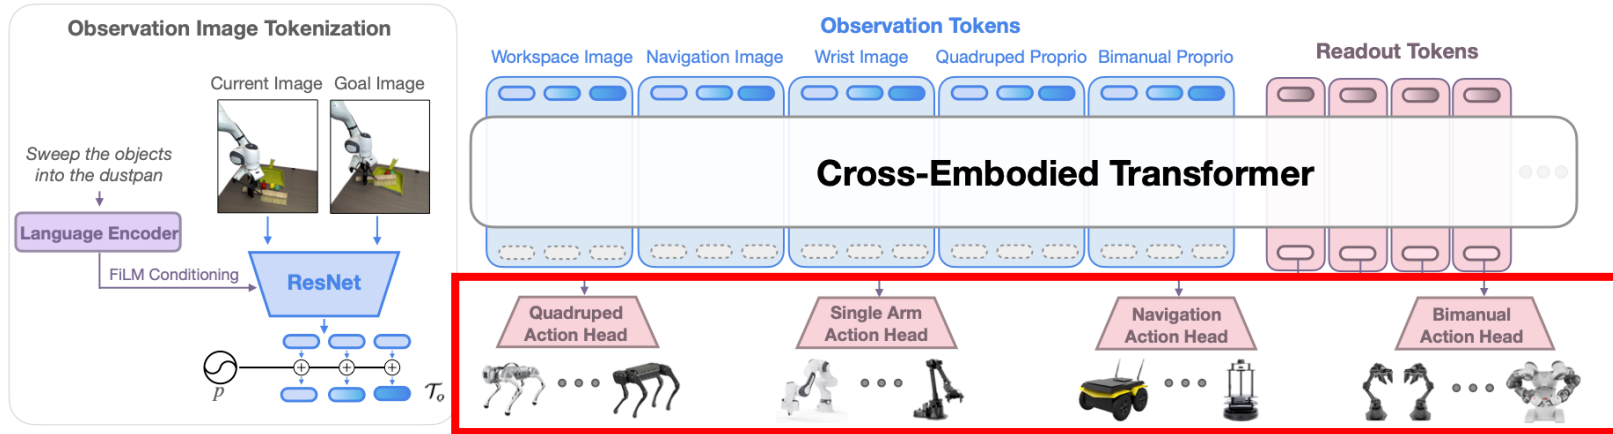 Observation Image Tokenization
Current Image
Goal Image
Sweep the objects
into the dustpan
Language Encoder
FiLM Conditioning
ResNet
p
𝒯ₒ
Observation Tokens
Workspace Image
Navigation Image
Wrist Image
Quadruped Proprio
Bimanual Proprio
Readout Tokens
Cross-Embodied Transformer
Quadruped
Action Head
Single Arm
Action Head
Navigation
Action Head
Bimanual
Action Head